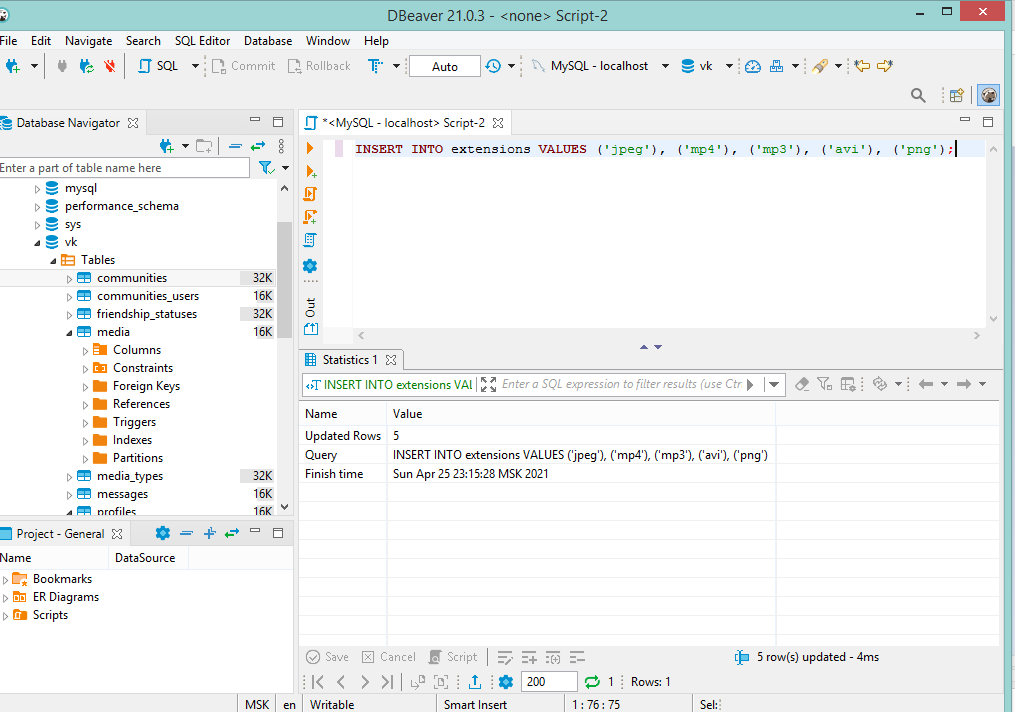 DBeaver 21.0.3 - <none> Script-2
File Edit Navigate Search SQL Editor Database Window Help
SQL Commit Rollback Auto MySQL - localhost vk
Database Navigator
*<MySQL - localhost> Script-2
Enter a part of table name here
INSERT INTO extensions VALUES ('jpeg'), ('mp4'), ('mp3'), ('avi'), ('png');
mysql
performance_schema
sys
vk
Tables
communities 32K
communities_users 16K
friendship_statuses 32K
media 16K
Columns
Constraints
Foreign Keys
References
Triggers
Indexes
Partitions
media_types 32K
messages 16K
profiles 16K
Out
Statistics 1
INSERT INTO extensions VAL Enter a SQL expression to filter results (use Ctr
Name Value
Updated Rows 5
Query INSERT INTO extensions VALUES ('jpeg'), ('mp4'), ('mp3'), ('avi'), ('png')
Finish time Sun Apr 25 23:15:28 MSK 2021
Project - General
Name DataSource
Bookmarks
ER Diagrams
Scripts
Save Cancel Script 5 row(s) updated - 4ms
200 1 Rows: 1
MSK en Writable Smart Insert 1 : 76 : 75 Sel: